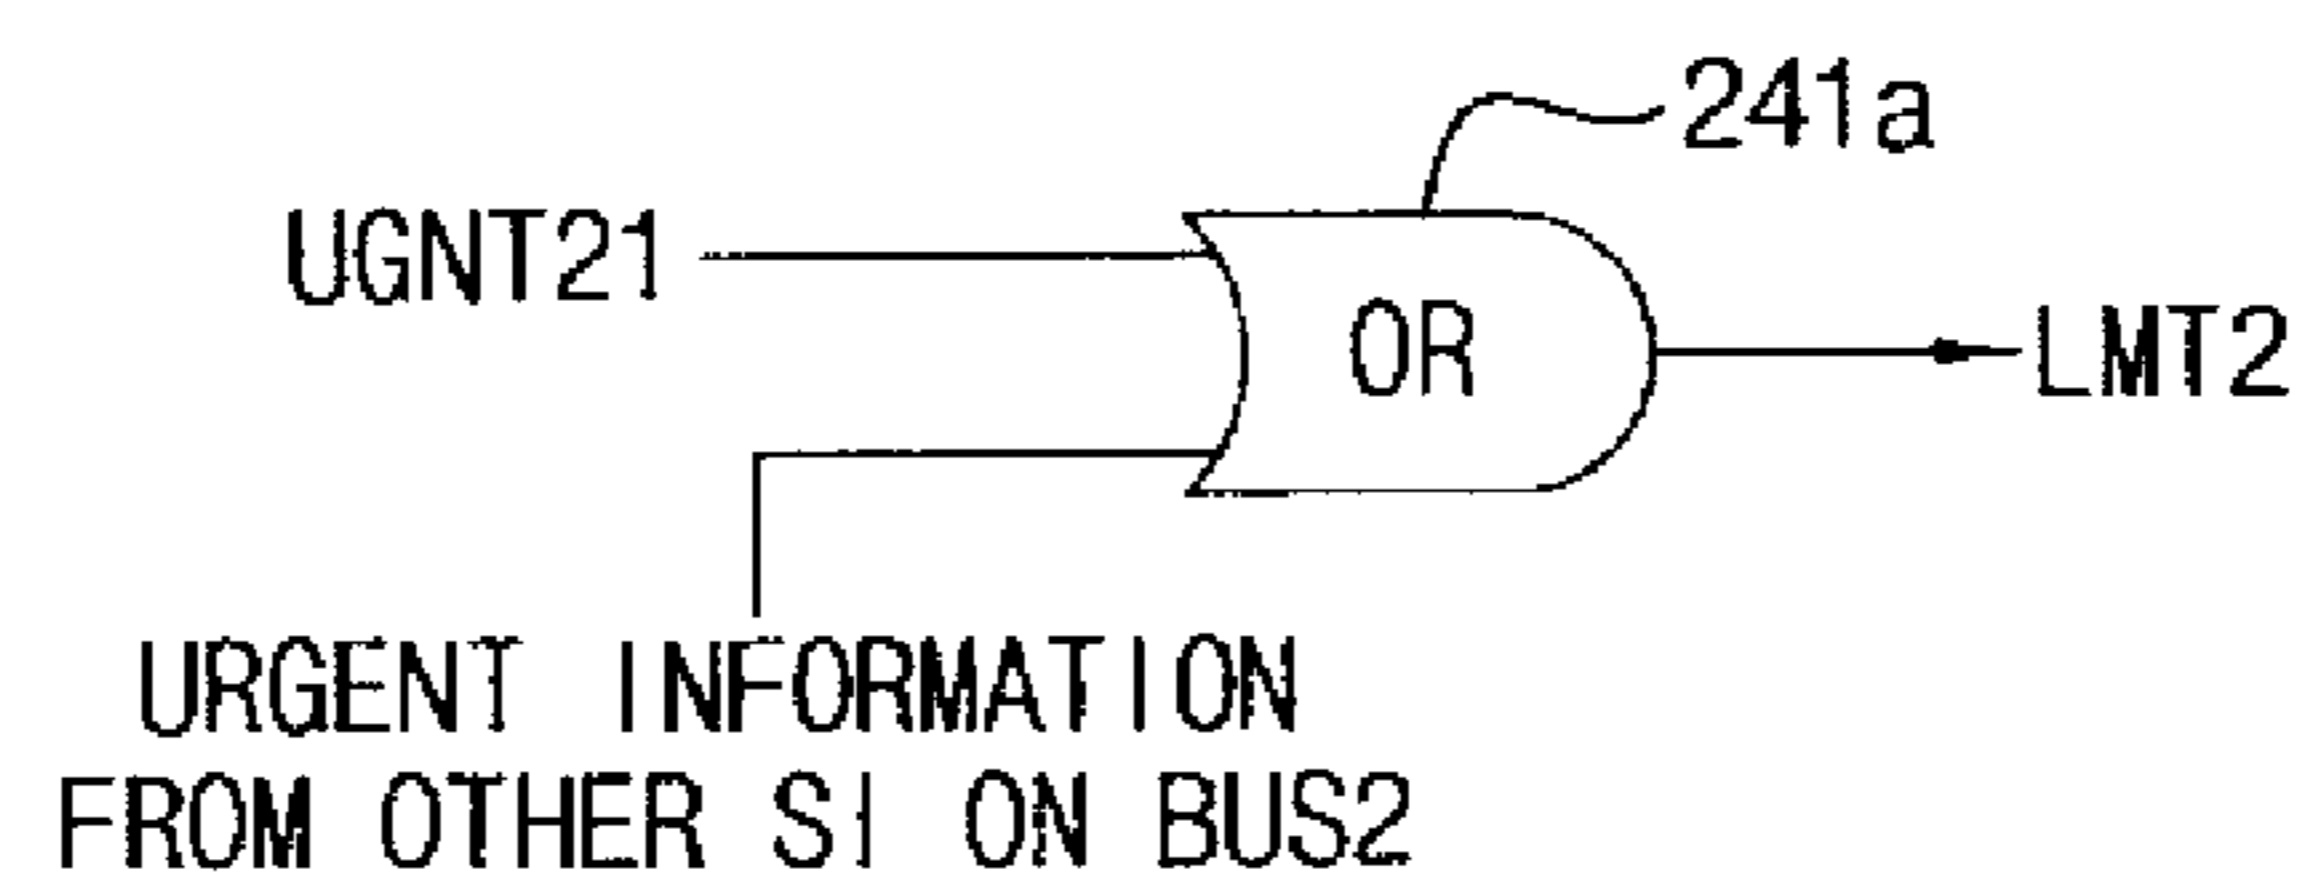 241a
UGNT21
OR
LMT2
URGENT INFORMATION
FROM OTHER SI ON BUS2